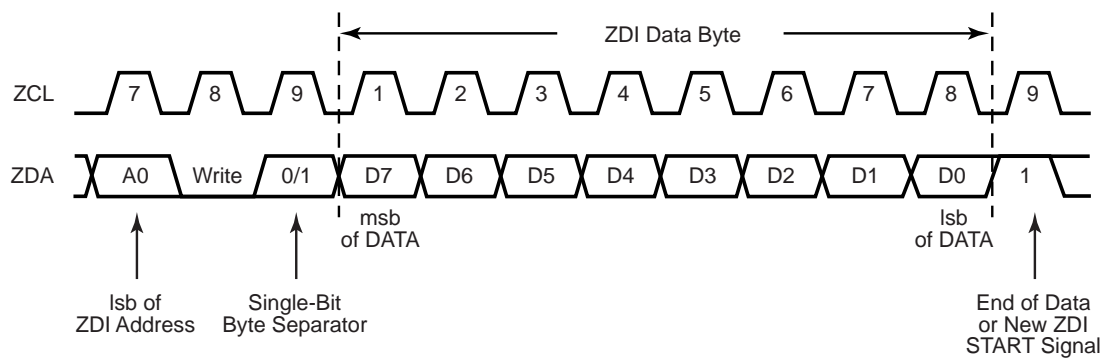 ZDI Data Byte
ZCL 7 8 9 1 2 3 4 5 6 7 8 9
ZDA A0 Write 0/1 D7 D6 D5 D4 D3 D2 D1 D0 1
msb
of DATA
lsb
of DATA
lsb of
ZDI Address
Single-Bit
Byte Separator
End of Data
or New ZDI
START Signal